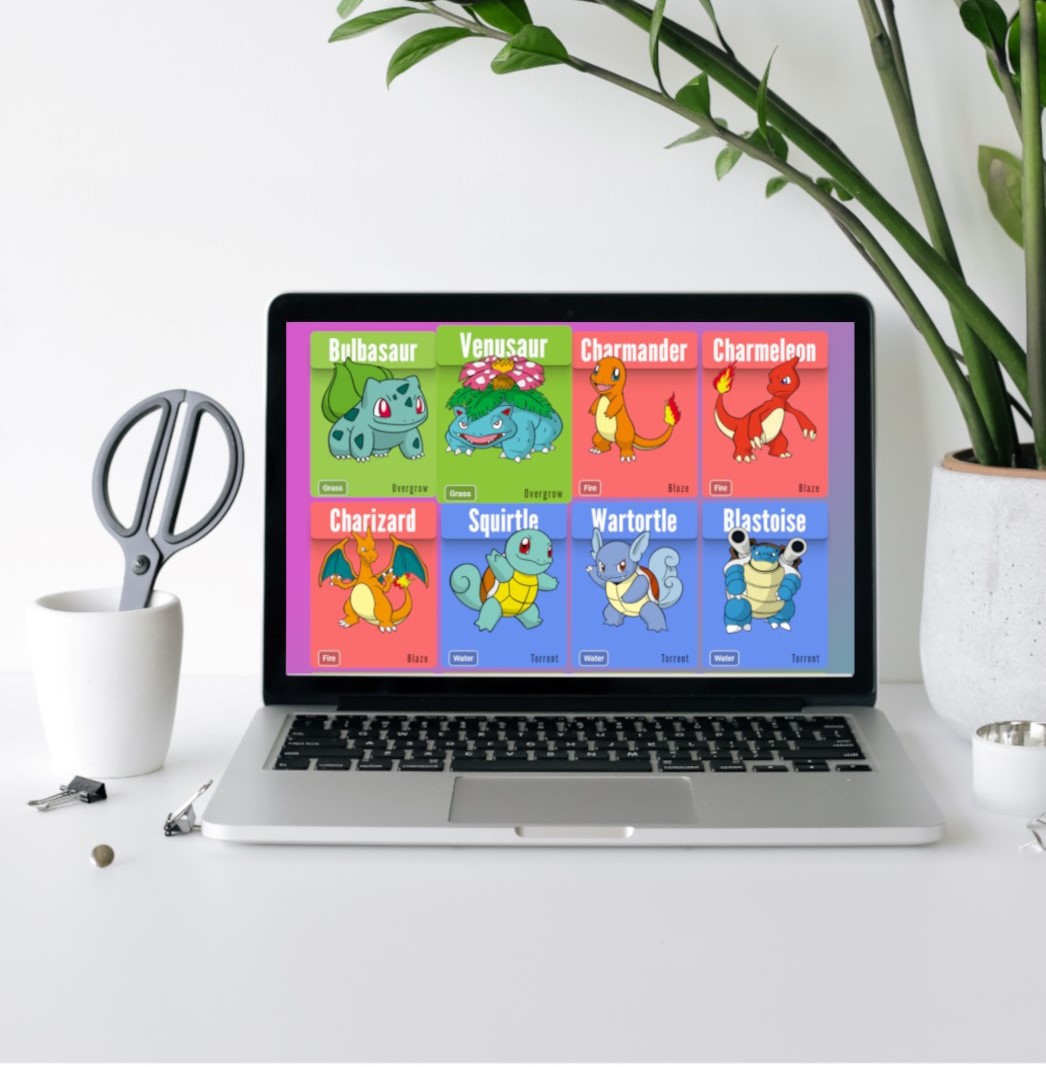 Bulbasaur
Grass
Overgrow
Venusaur
Grass
Overgrow
Charmander
Fire
Blaze
Charmeleon
Fire
Blaze
Charizard
Fire
Blaze
Squirtle
Water
Torrent
Wartortle
Water
Torrent
Blastoise
Water
Torrent